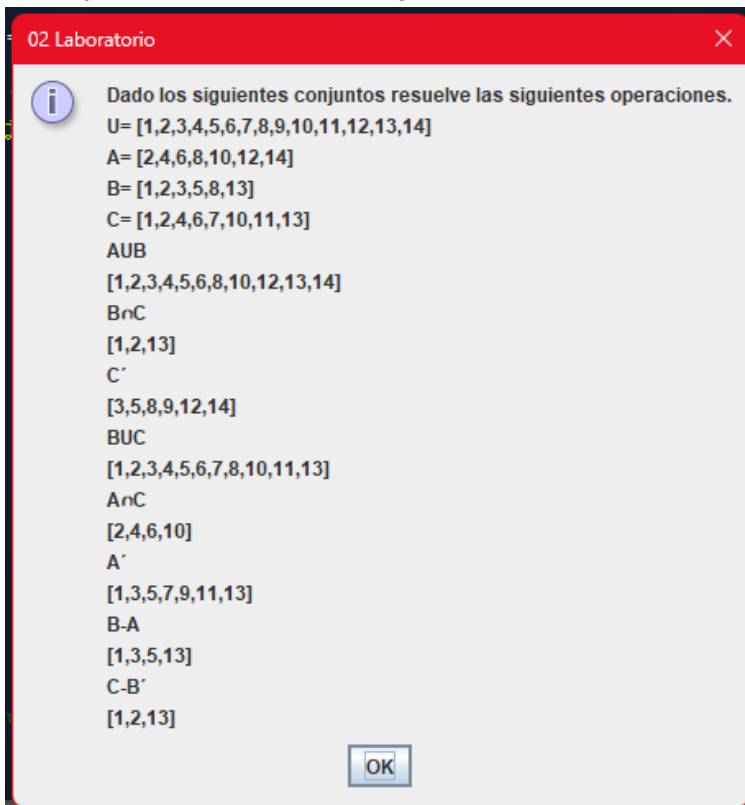 02 Laboratorio
Dado los siguientes conjuntos resuelve las siguientes operaciones.
U= [1,2,3,4,5,6,7,8,9,10,11,12,13,14]
A= [2,4,6,8,10,12,14]
B= [1,2,3,5,8,13]
C= [1,2,4,6,7,10,11,13]
AUB
[1,2,3,4,5,6,8,10,12,13,14]
B∩C
[1,2,13]
C´
[3,5,8,9,12,14]
BUC
[1,2,3,4,5,6,7,8,10,11,13]
A∩C
[2,4,6,10]
A´
[1,3,5,7,9,11,13]
B-A
[1,3,5,13]
C-B´
[1,2,13]
OK